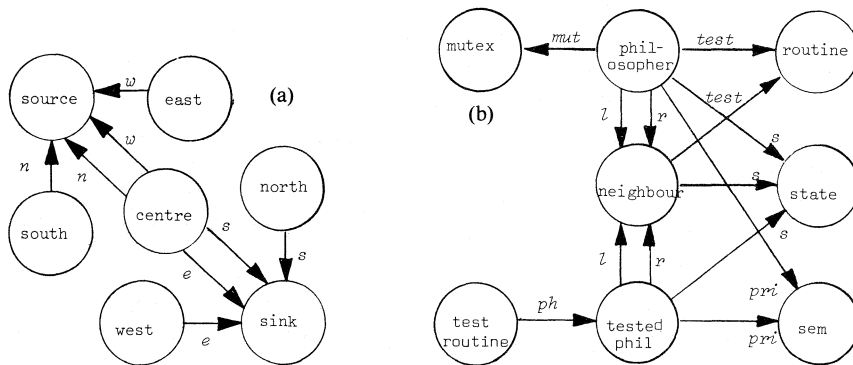 (a)
source
w
east
w
n
n
south
centre
north
s
s
e
west
e
sink
(b)
mutex
mut
phil-
osopher
test
routine
test
l
r
s
neighbour
s
state
l
r
s
test
routine
ph
tested
phil
pri
pri
sem